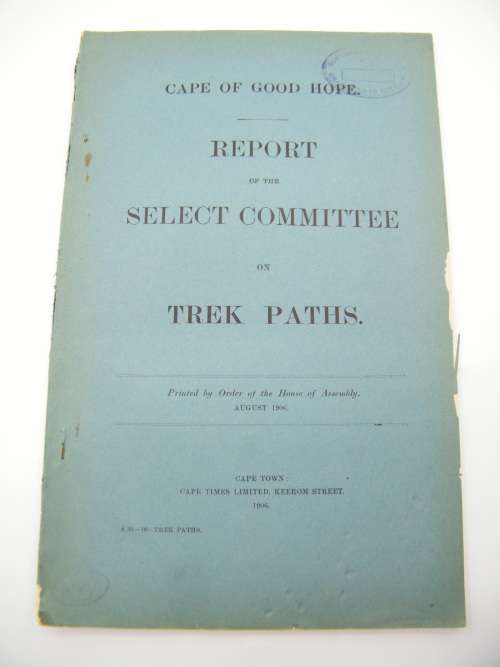 CAPE OF GOOD HOPE.
REPORT
OF THE
SELECT COMMITTEE
ON
TREK PATHS.
Printed by Order of the House of Assembly.
AUGUST 1906.
CAPE TOWN:
CAPE TIMES LIMITED, KEEROM STREET.
1906.
TREK PATHS.